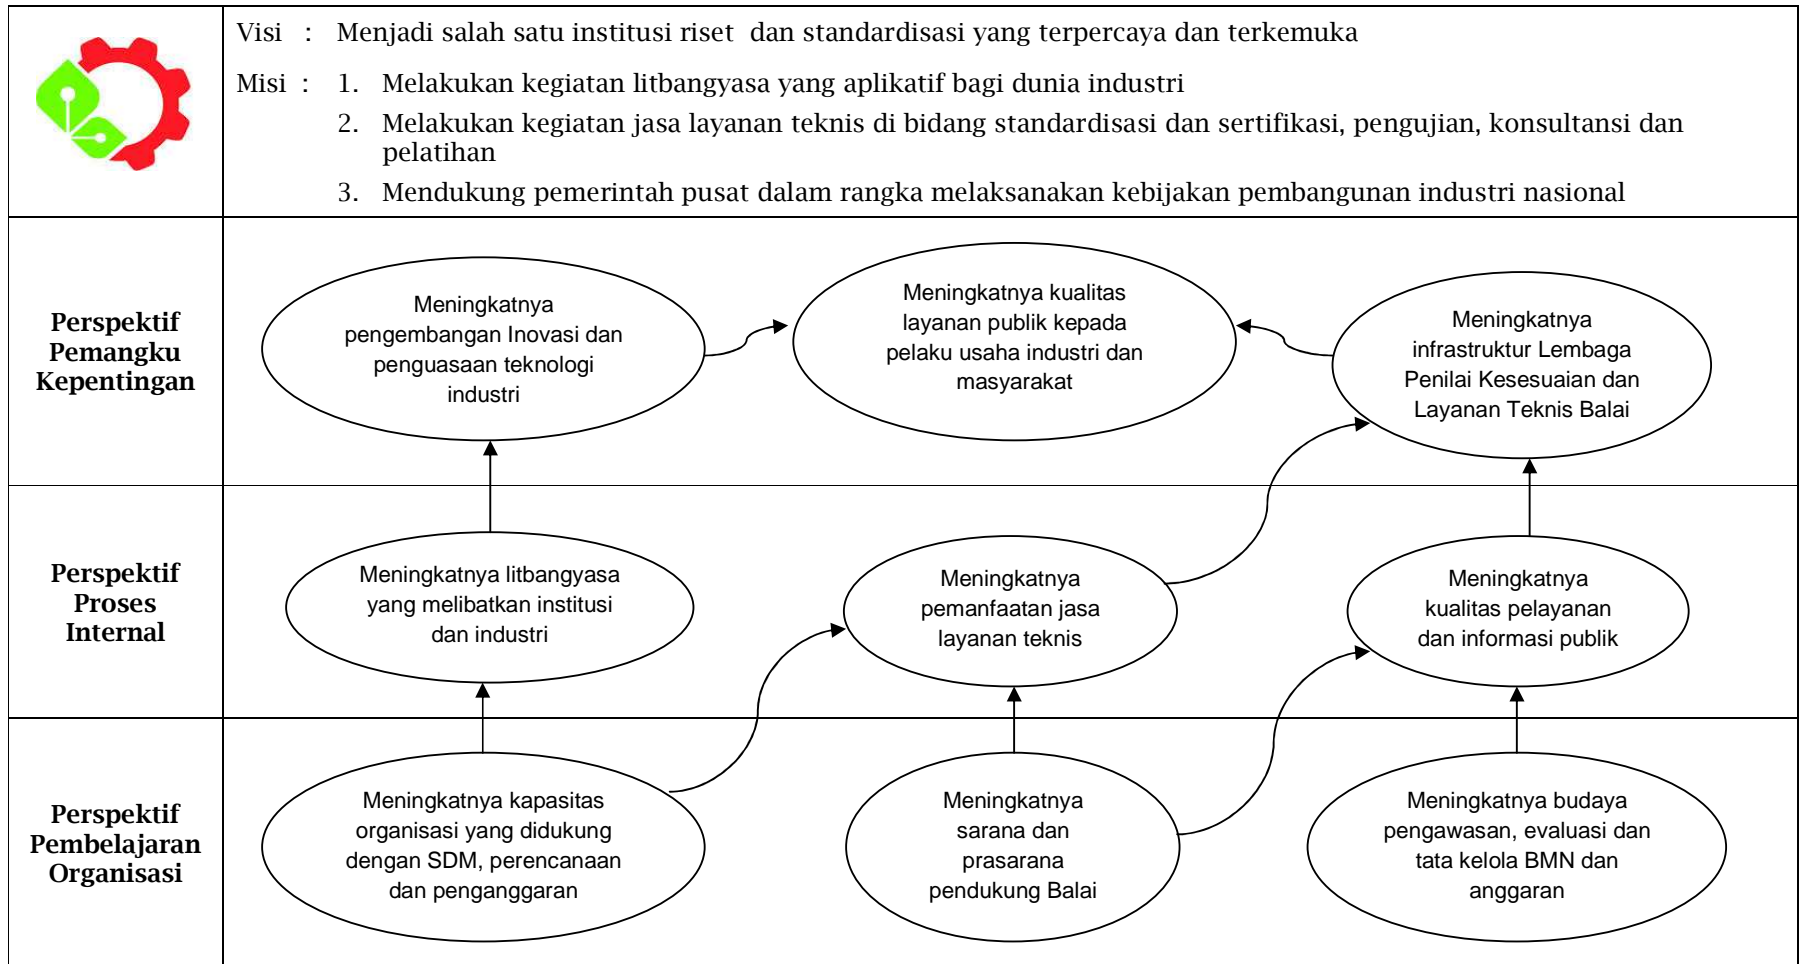 Visi : Menjadi salah satu institusi riset dan standardisasi yang terpercaya dan terkemuka
Misi : 1. Melakukan kegiatan litbangyasa yang aplikatif bagi dunia industri
2. Melakukan kegiatan jasa layanan teknis di bidang standardisasi dan sertifikasi, pengujian, konsultansi dan
pelatihan
3. Mendukung pemerintah pusat dalam rangka melaksanakan kebijakan pembangunan industri nasional
Perspektif
Pemangku
Kepentingan
Meningkatnya
pengembangan Inovasi dan
penguasaan teknologi
industri
Meningkatnya kualitas
layanan publik kepada
pelaku usaha industri dan
masyarakat
Meningkatnya
infrastruktur Lembaga
Penilai Kesesuaian dan
Layanan Teknis Balai
Perspektif
Proses
Internal
Meningkatnya litbangyasa
yang melibatkan institusi
dan industri
Meningkatnya
pemanfaatan jasa
layanan teknis
Meningkatnya
kualitas pelayanan
dan informasi publik
Perspektif
Pembelajaran
Organisasi
Meningkatnya kapasitas
organisasi yang didukung
dengan SDM, perencanaan
dan penganggaran
Meningkatnya
sarana dan
prasarana
pendukung Balai
Meningkatnya budaya
pengawasan, evaluasi dan
tata kelola BMN dan
anggaran